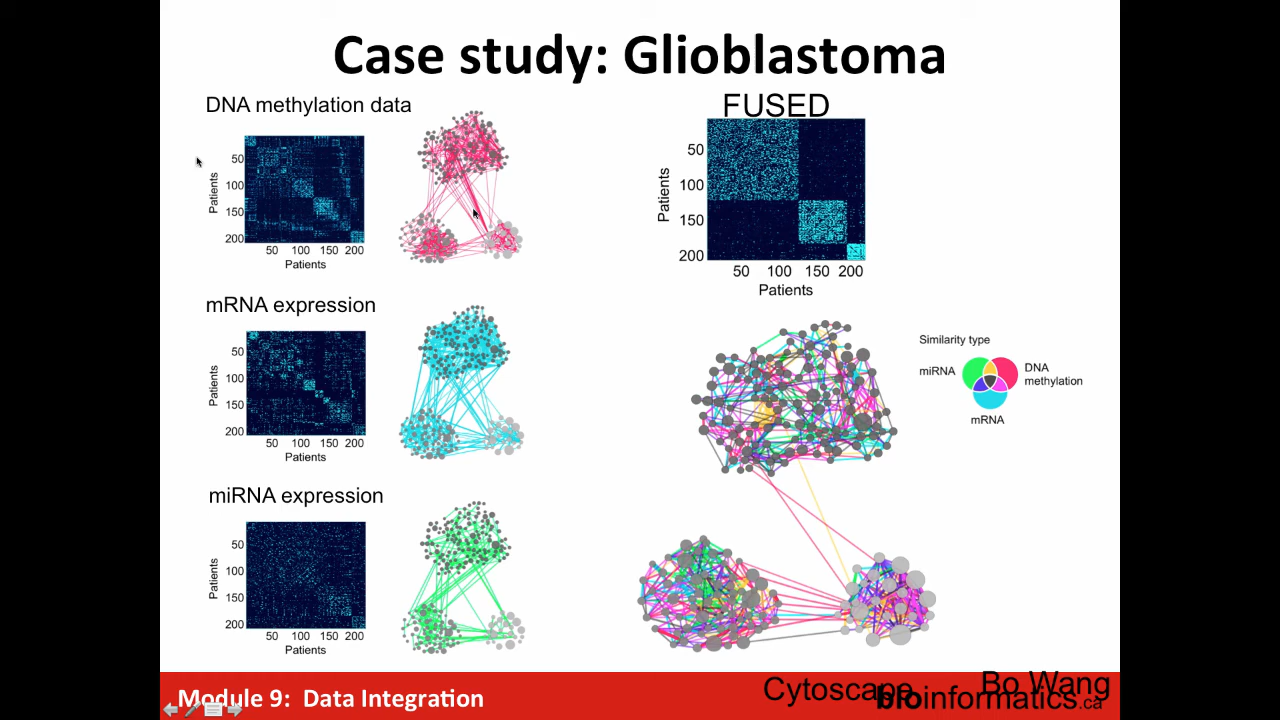 Case study: Glioblastoma
DNA methylation data
Patients
50
100
150
200
50 100 150 200
Patients
mRNA expression
Patients
50
100
150
200
50 100 150 200
Patients
miRNA expression
Patients
50
100
150
200
50 100 150 200
Patients
FUSED
Patients
50
100
150
200
50 100 150 200
Patients
Similarity type
miRNA
DNA
methylation
mRNA
Module 9: Data Integration
Cytoscape
Bo Wang
bioinformatics.ca